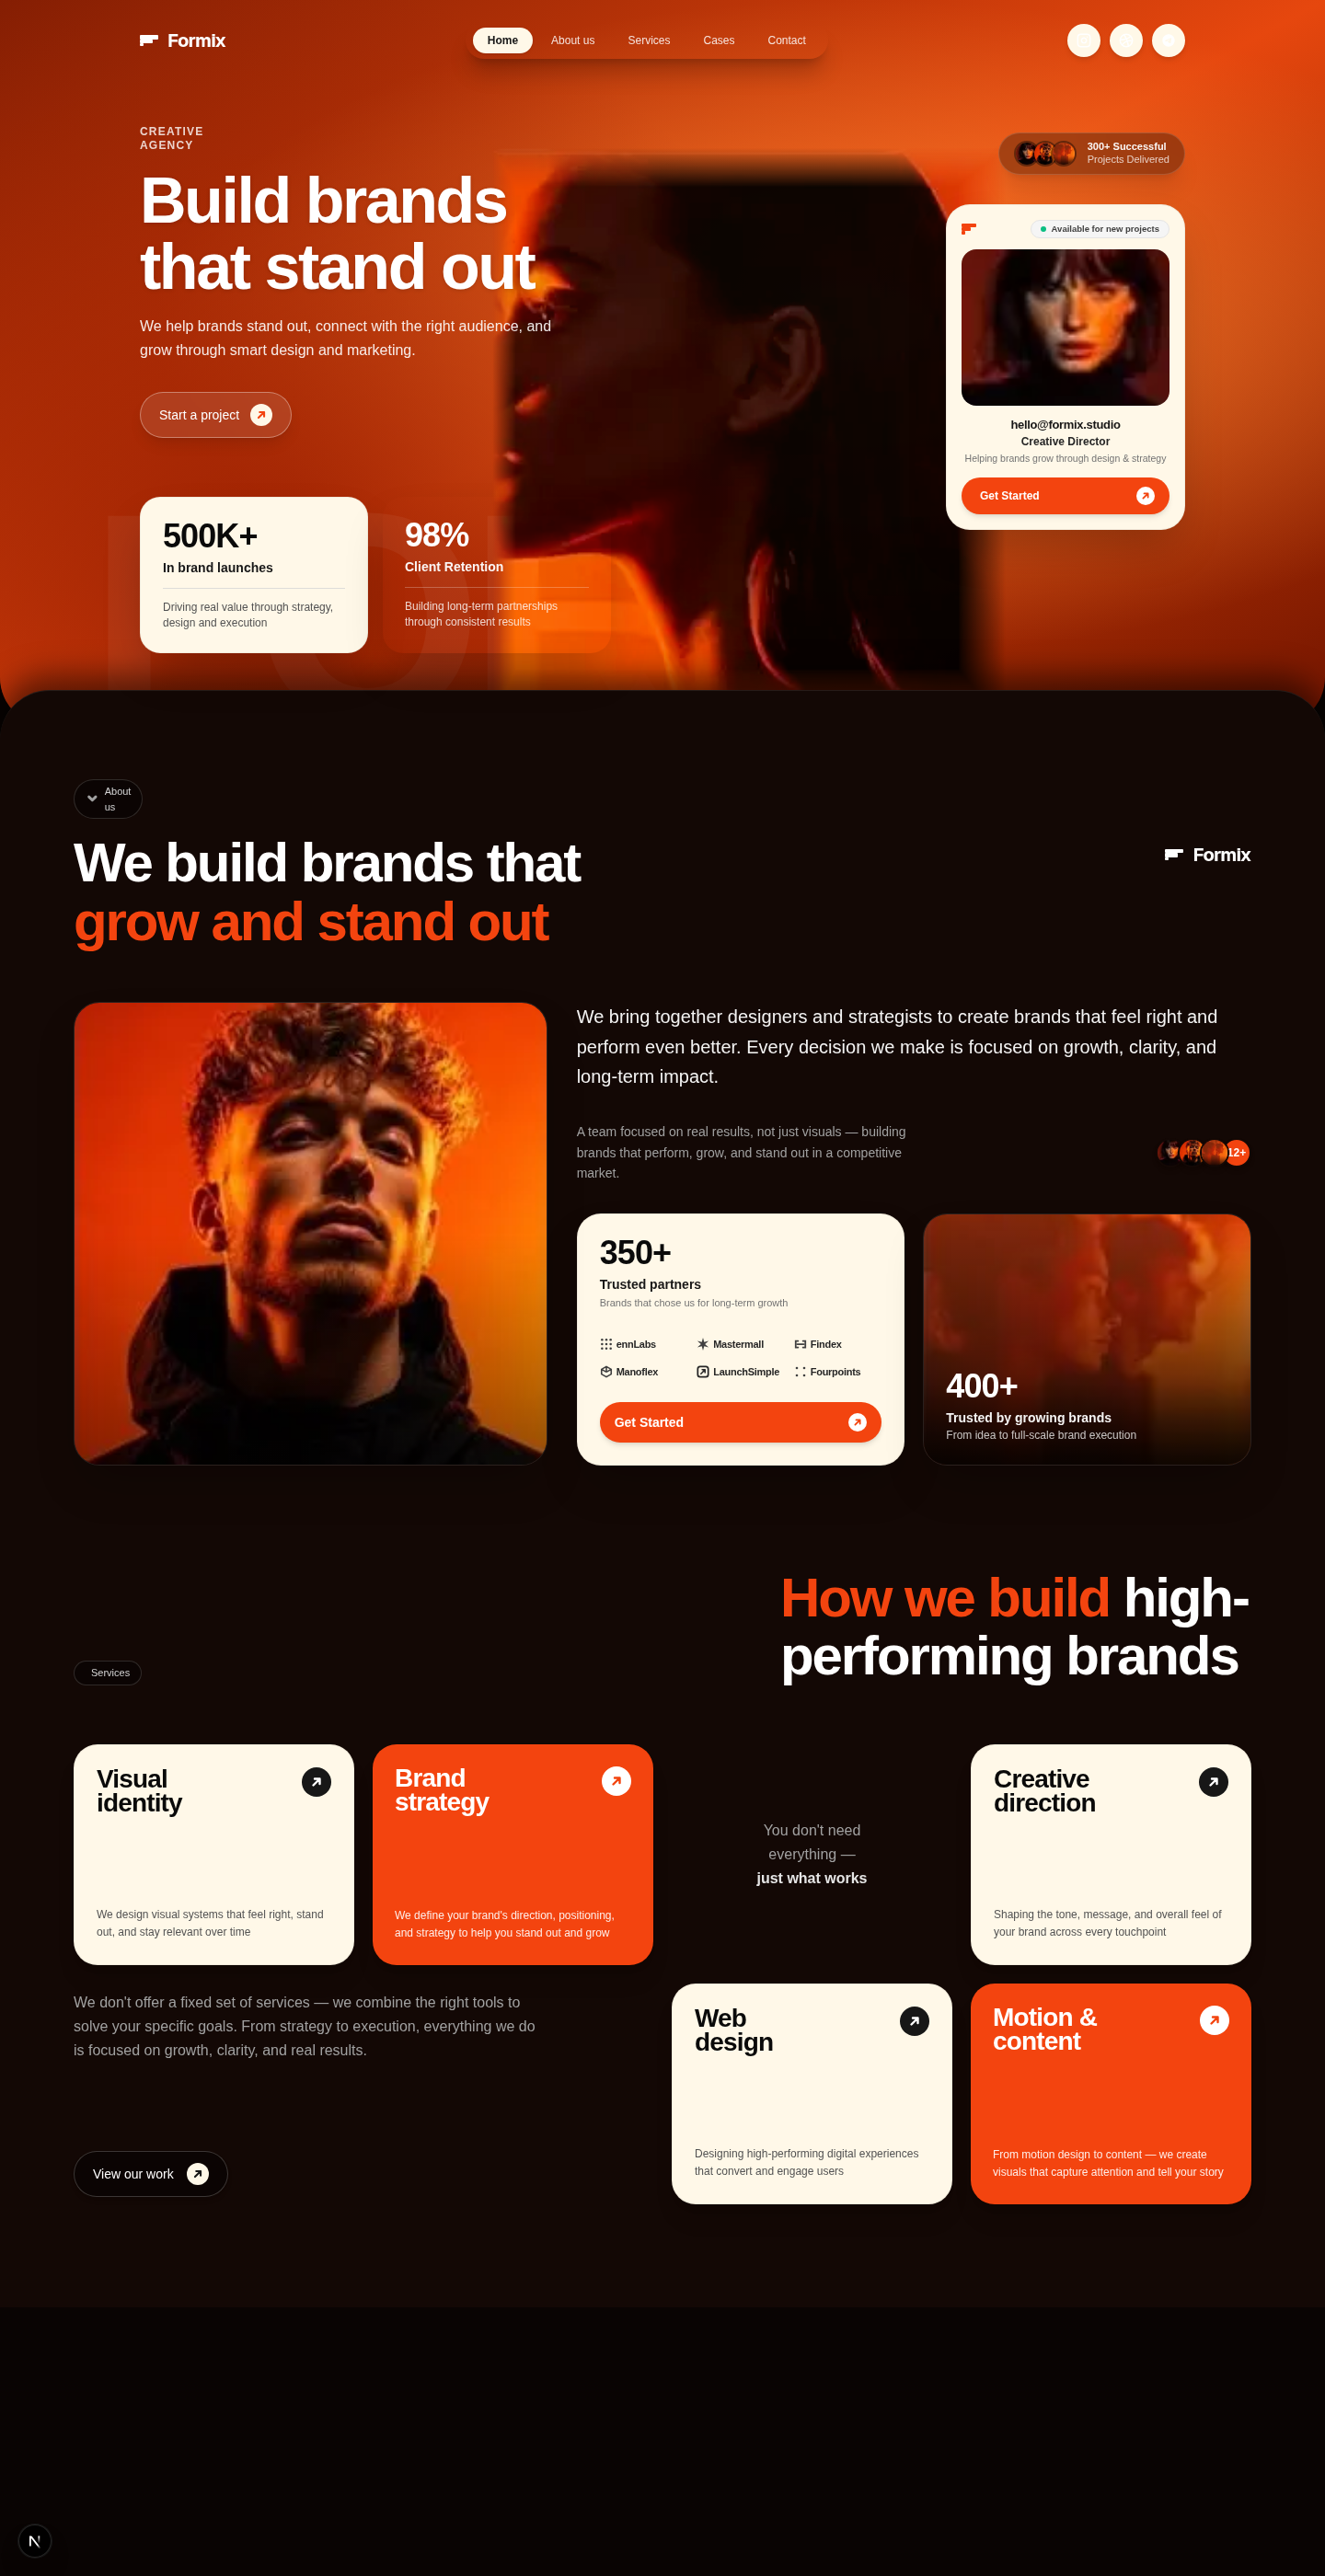 Formix
Home
About us
Services
Cases
Contact
CREATIVE
AGENCY
Build brands
that stand out
We help brands stand out, connect with the right audience, and
grow through smart design and marketing.
Start a project
300+ Successful
Projects Delivered
Available for new projects
hello@formix.studio
Creative Director
Helping brands grow through design & strategy
Get Started
500K+
In brand launches
Driving real value through strategy,
design and execution
98%
Client Retention
Building long-term partnerships
through consistent results
About
us
We build brands that
grow and stand out
Formix
We bring together designers and strategists to create brands that feel right and
perform even better. Every decision we make is focused on growth, clarity, and
long-term impact.
A team focused on real results, not just visuals — building
brands that perform, grow, and stand out in a competitive
market.
12+
350+
Trusted partners
Brands that chose us for long-term growth
ennLabs
Mastermall
Findex
Manoflex
LaunchSimple
Fourpoints
Get Started
400+
Trusted by growing brands
From idea to full-scale brand execution
How we build high-
performing brands
Services
Visual
identity
We design visual systems that feel right, stand
out, and stay relevant over time
Brand
strategy
We define your brand's direction, positioning,
and strategy to help you stand out and grow
You don't need
everything —
just what works
Creative
direction
Shaping the tone, message, and overall feel of
your brand across every touchpoint
We don't offer a fixed set of services — we combine the right tools to
solve your specific goals. From strategy to execution, everything we do
is focused on growth, clarity, and real results.
View our work
Web
design
Designing high-performing digital experiences
that convert and engage users
Motion &
content
From motion design to content — we create
visuals that capture attention and tell your story
N